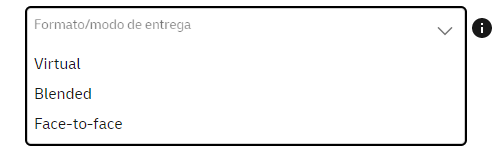 Formato/modo de entrega
Virtual
Blended
Face-to-face